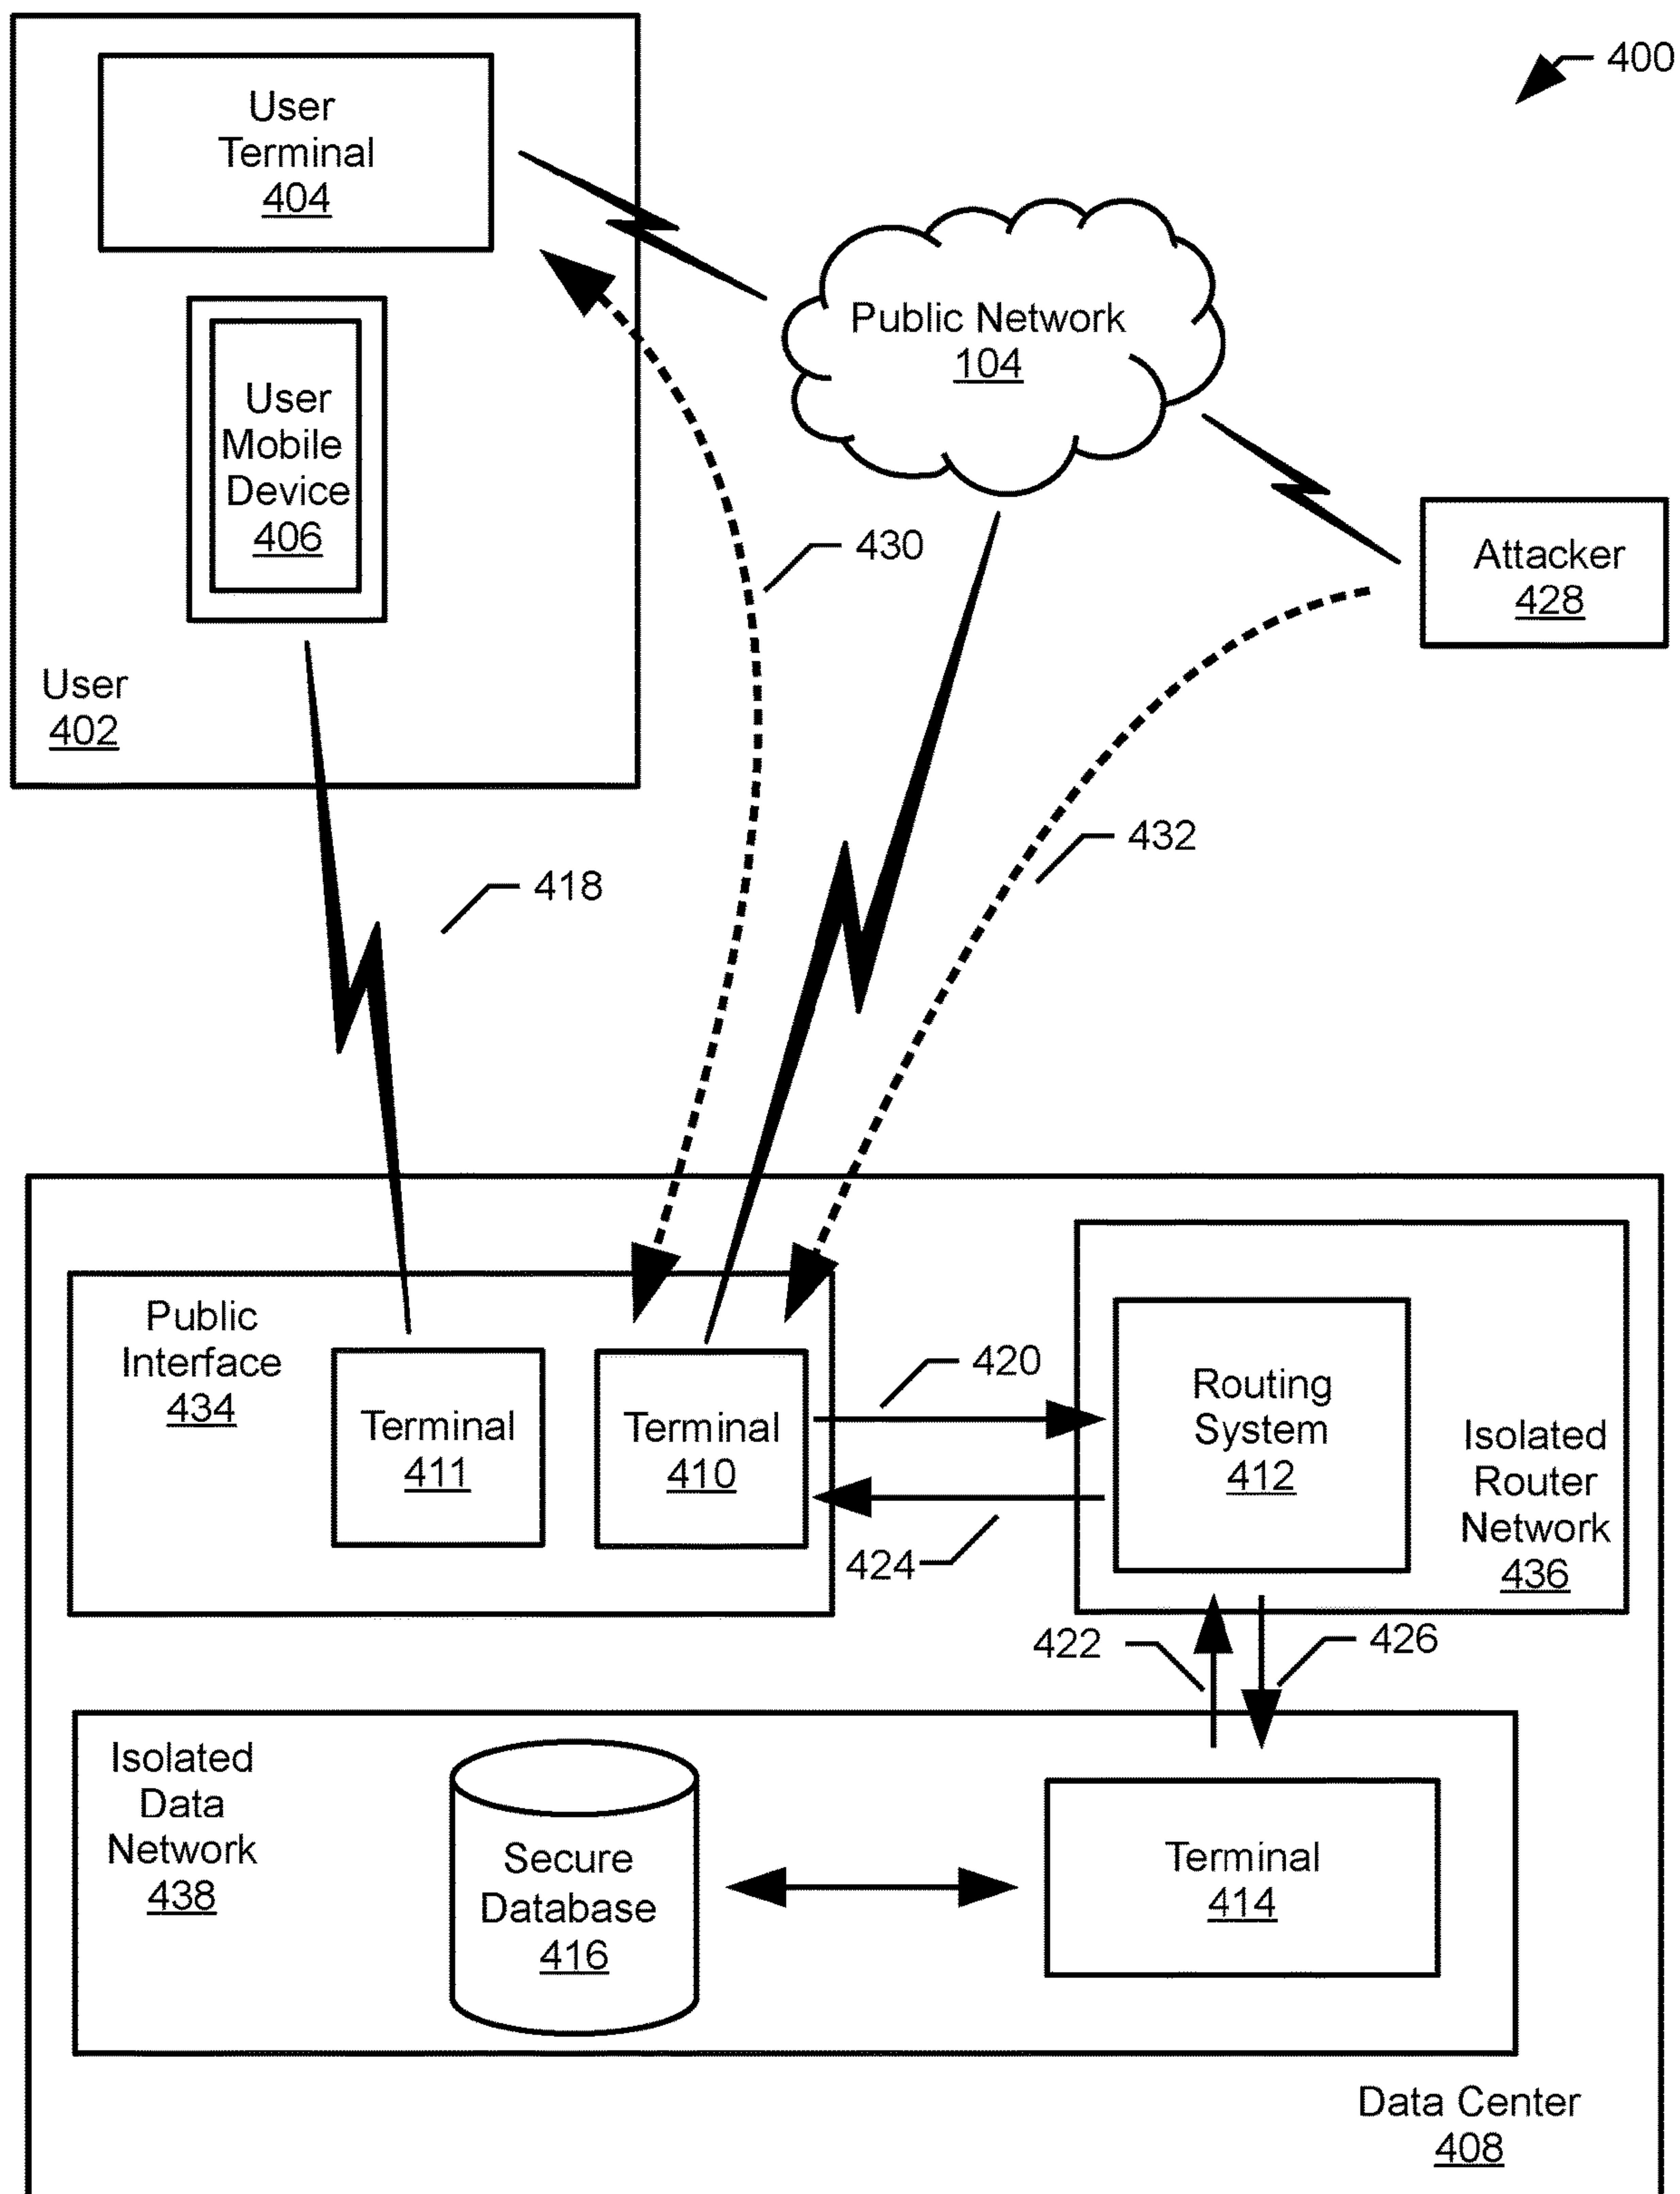 400
User
Terminal
404
Public Network
104
User
Mobile
Device
406
430
Attacker
428
User
402
432
418
Public
Interface
434
Terminal
411
Terminal
410
420
424
Routing
System
412
Isolated
Router
Network
436
422
426
Isolated
Data
Network
438
Secure
Database
416
Terminal
414
Data Center
408